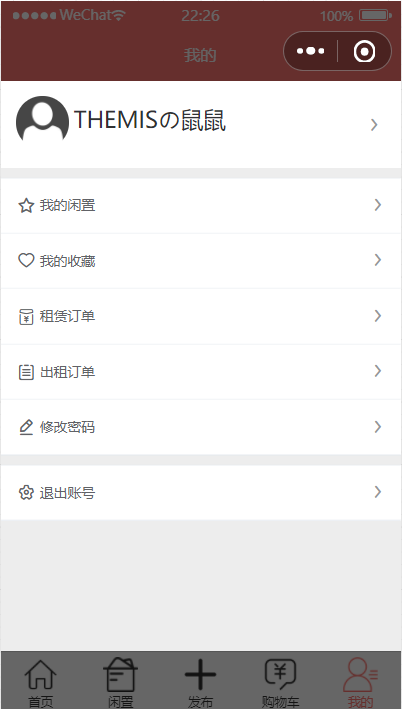 WeChat 22:26 100%
我的
THEMISの鼠鼠
我的闲置
我的收藏
租赁订单
出租订单
修改密码
退出账号
首页 闲置 发布 购物车 我的